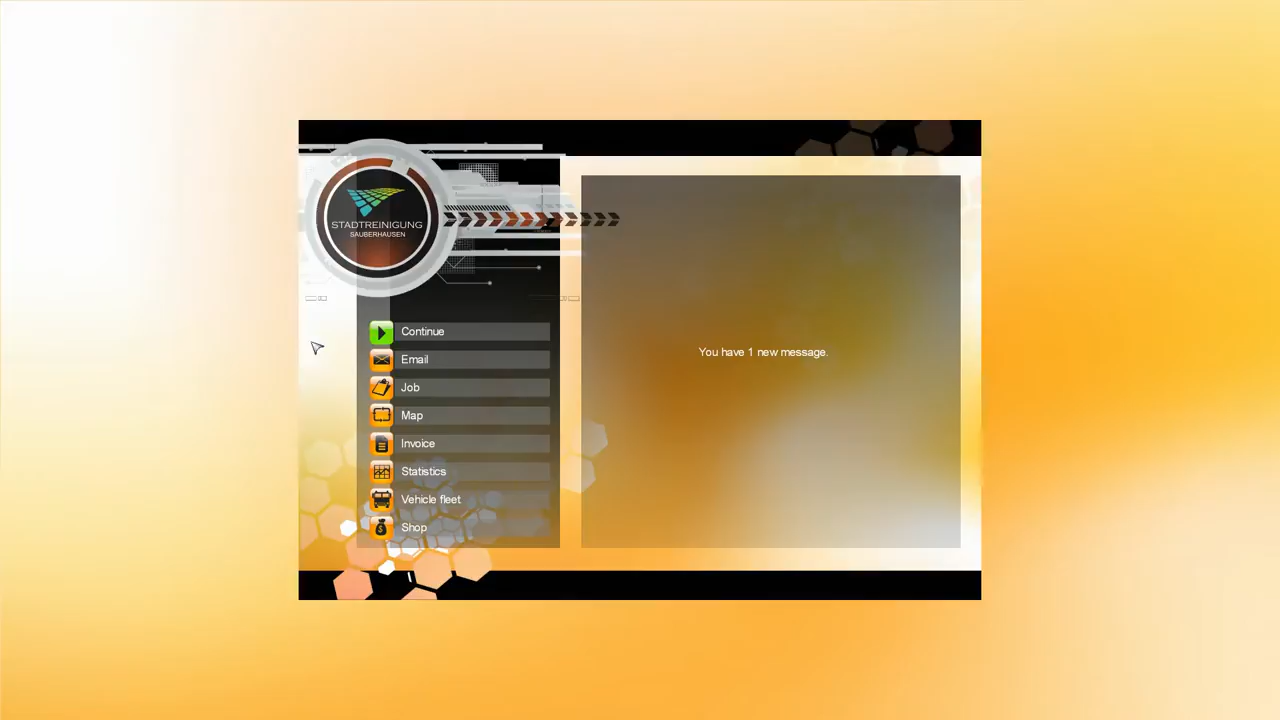 STADTREINIGUNG
SAUBERHAUSEN
Continue
Email
Job
Map
Invoice
Statistics
Vehicle fleet
Shop
You have 1 new message.